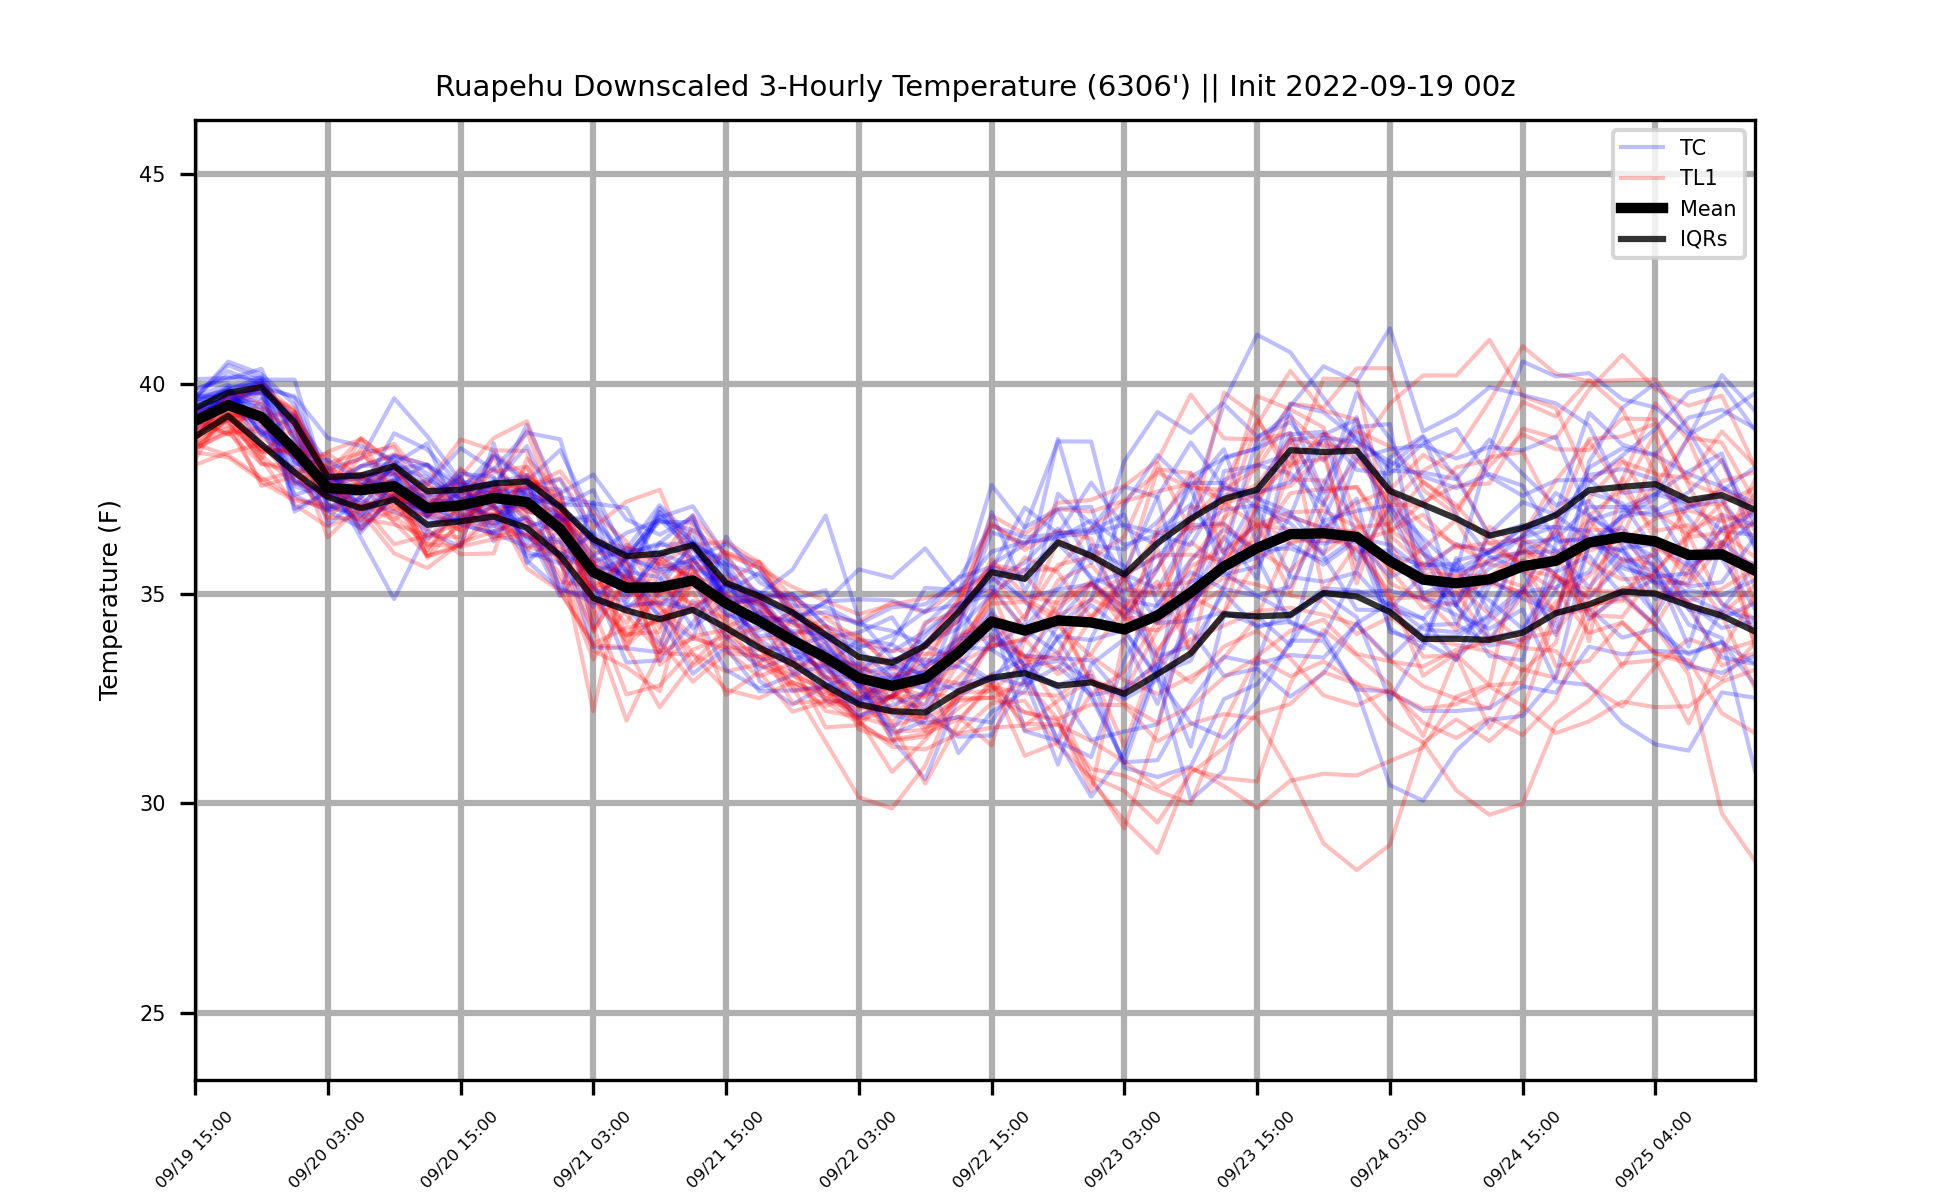 Ruapehu Downscaled 3-Hourly Temperature (6306') || Init 2022-09-19 00z
TC
TL1
Mean
IQRs
Temperature (F)
45
40
35
30
25
09/19 15:00
09/20 03:00
09/20 15:00
09/21 03:00
09/21 15:00
09/22 03:00
09/22 15:00
09/23 03:00
09/23 15:00
09/24 03:00
09/24 15:00
09/25 04:00